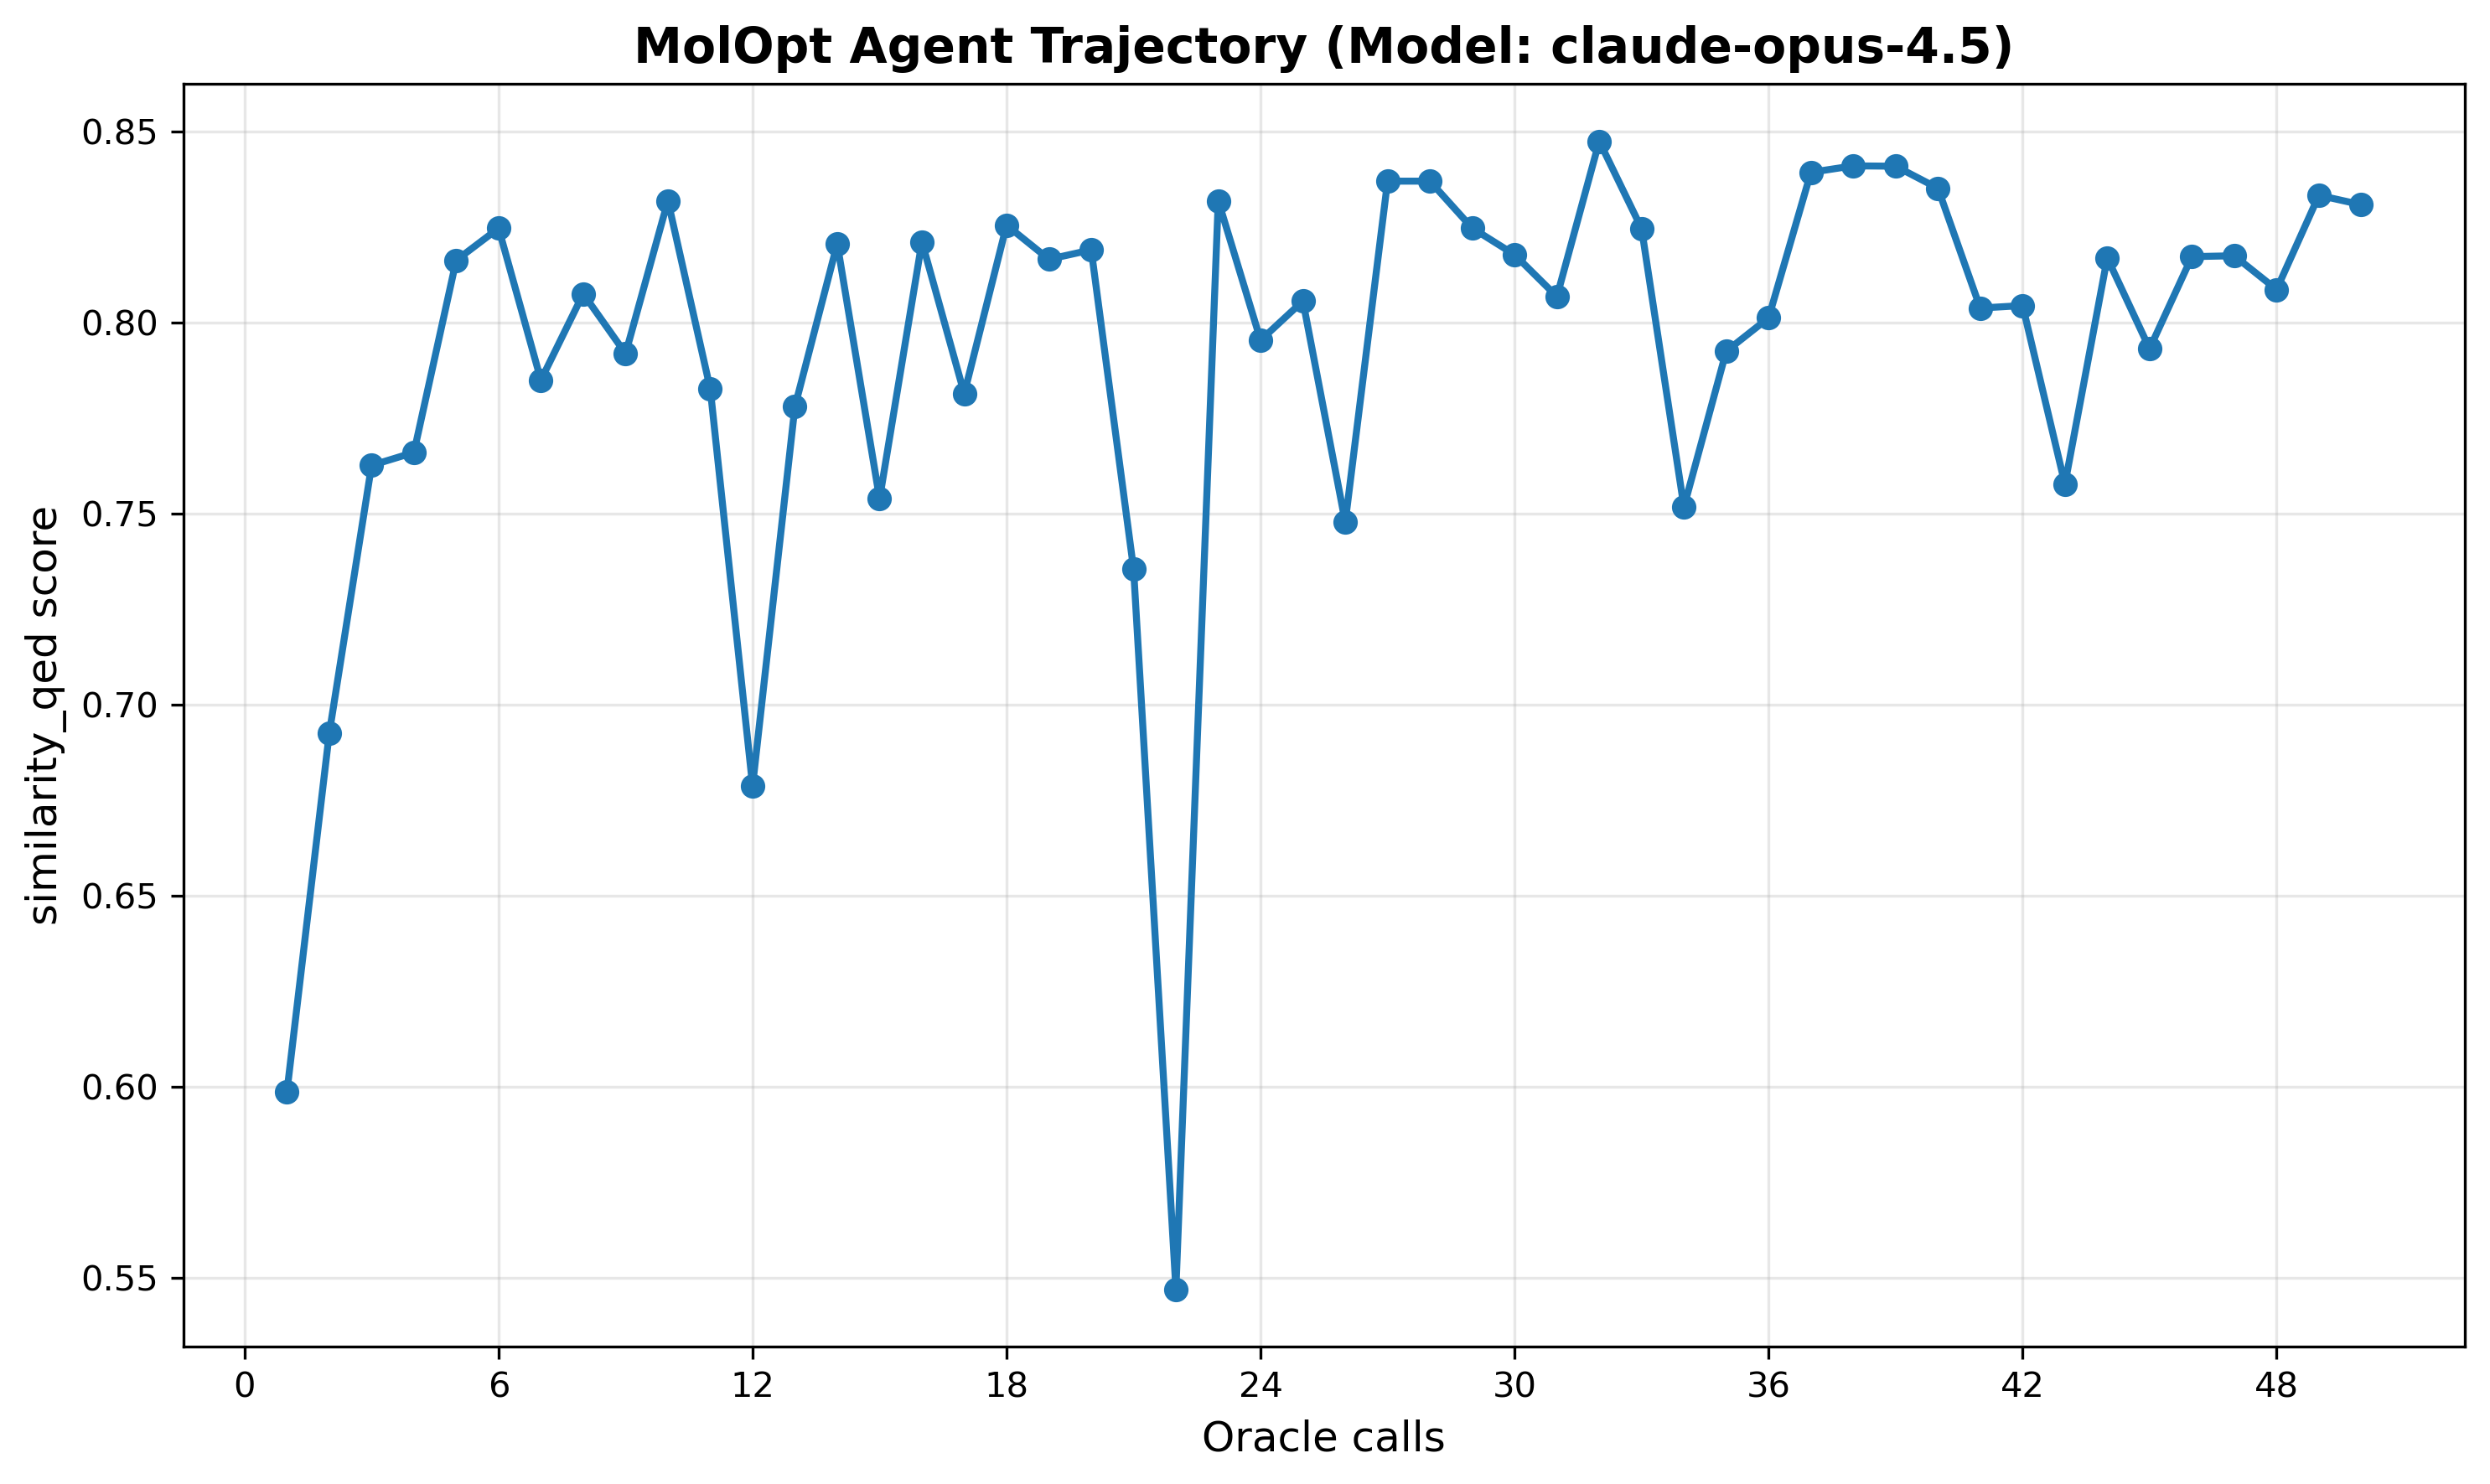 MolOpt Agent Trajectory (Model: claude-opus-4.5)
similarity_qed score
0.85
0.80
0.75
0.70
0.65
0.60
0.55
0 6 12 18 24 30 36 42 48
Oracle calls